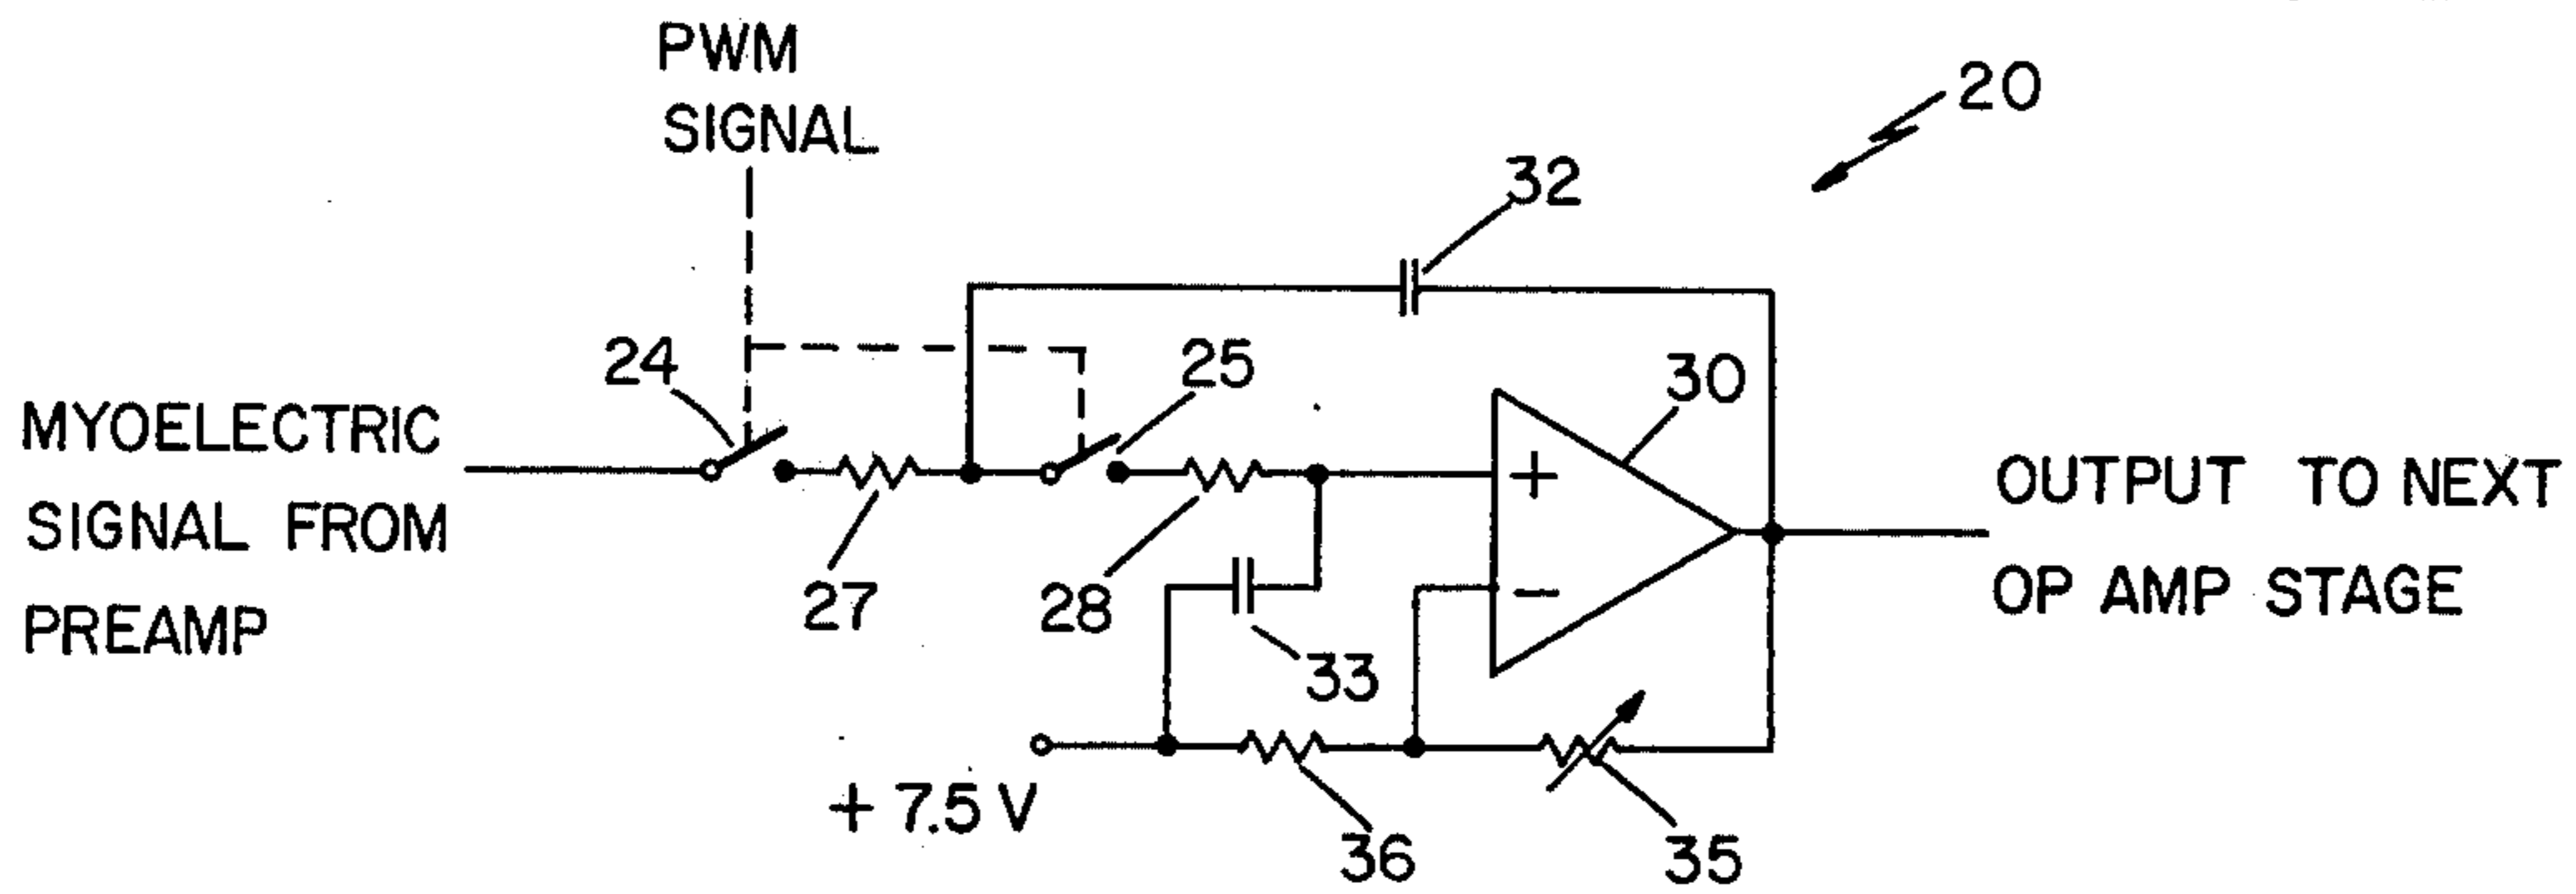 PWM
SIGNAL
20
32
24
25
30
MYOELECTRIC
SIGNAL FROM
PREAMP
+
−
OUTPUT TO NEXT
OP AMP STAGE
27
28
33
+ 7.5 V
36
35